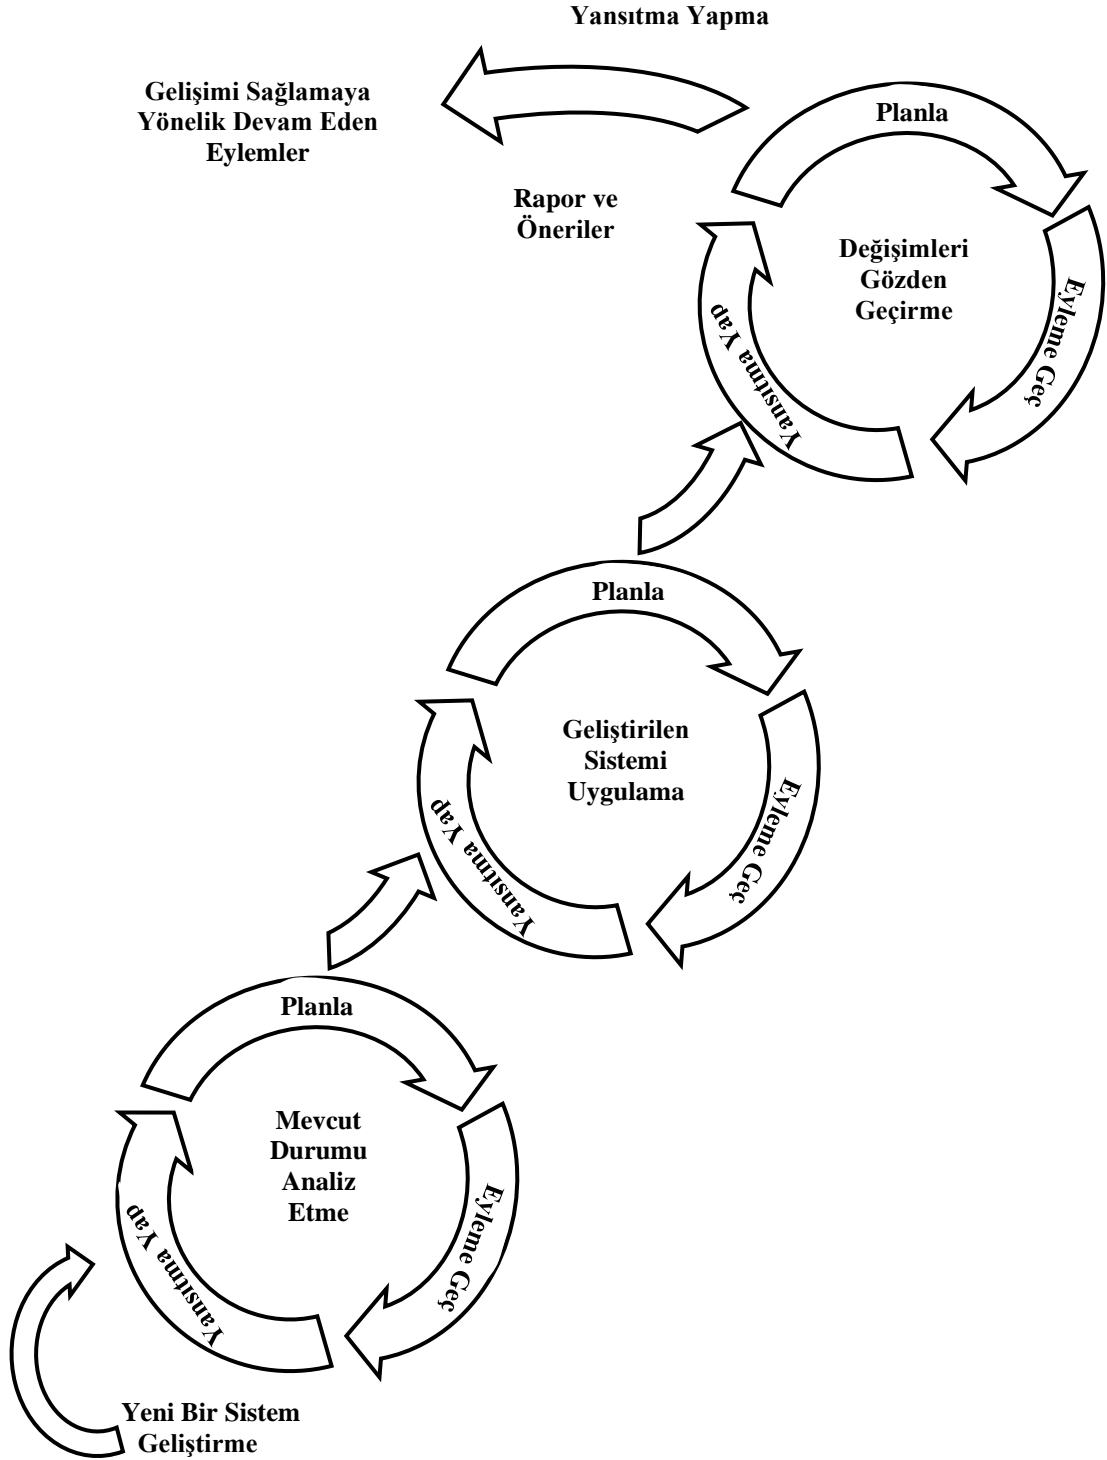 Yansıtma Yapma
Gelişimi Sağlamaya
Yönelik Devam Eden
Eylemler
Rapor ve
Öneriler
Planla
Eyleme Geç
Yansıtma Yap
Değişimleri
Gözden
Geçirme
Planla
Eyleme Geç
Yansıtma Yap
Geliştirilen
Sistemi
Uygulama
Planla
Eyleme Geç
Yansıtma Yap
Mevcut
Durumu
Analiz
Etme
Yeni Bir Sistem
Geliştirme